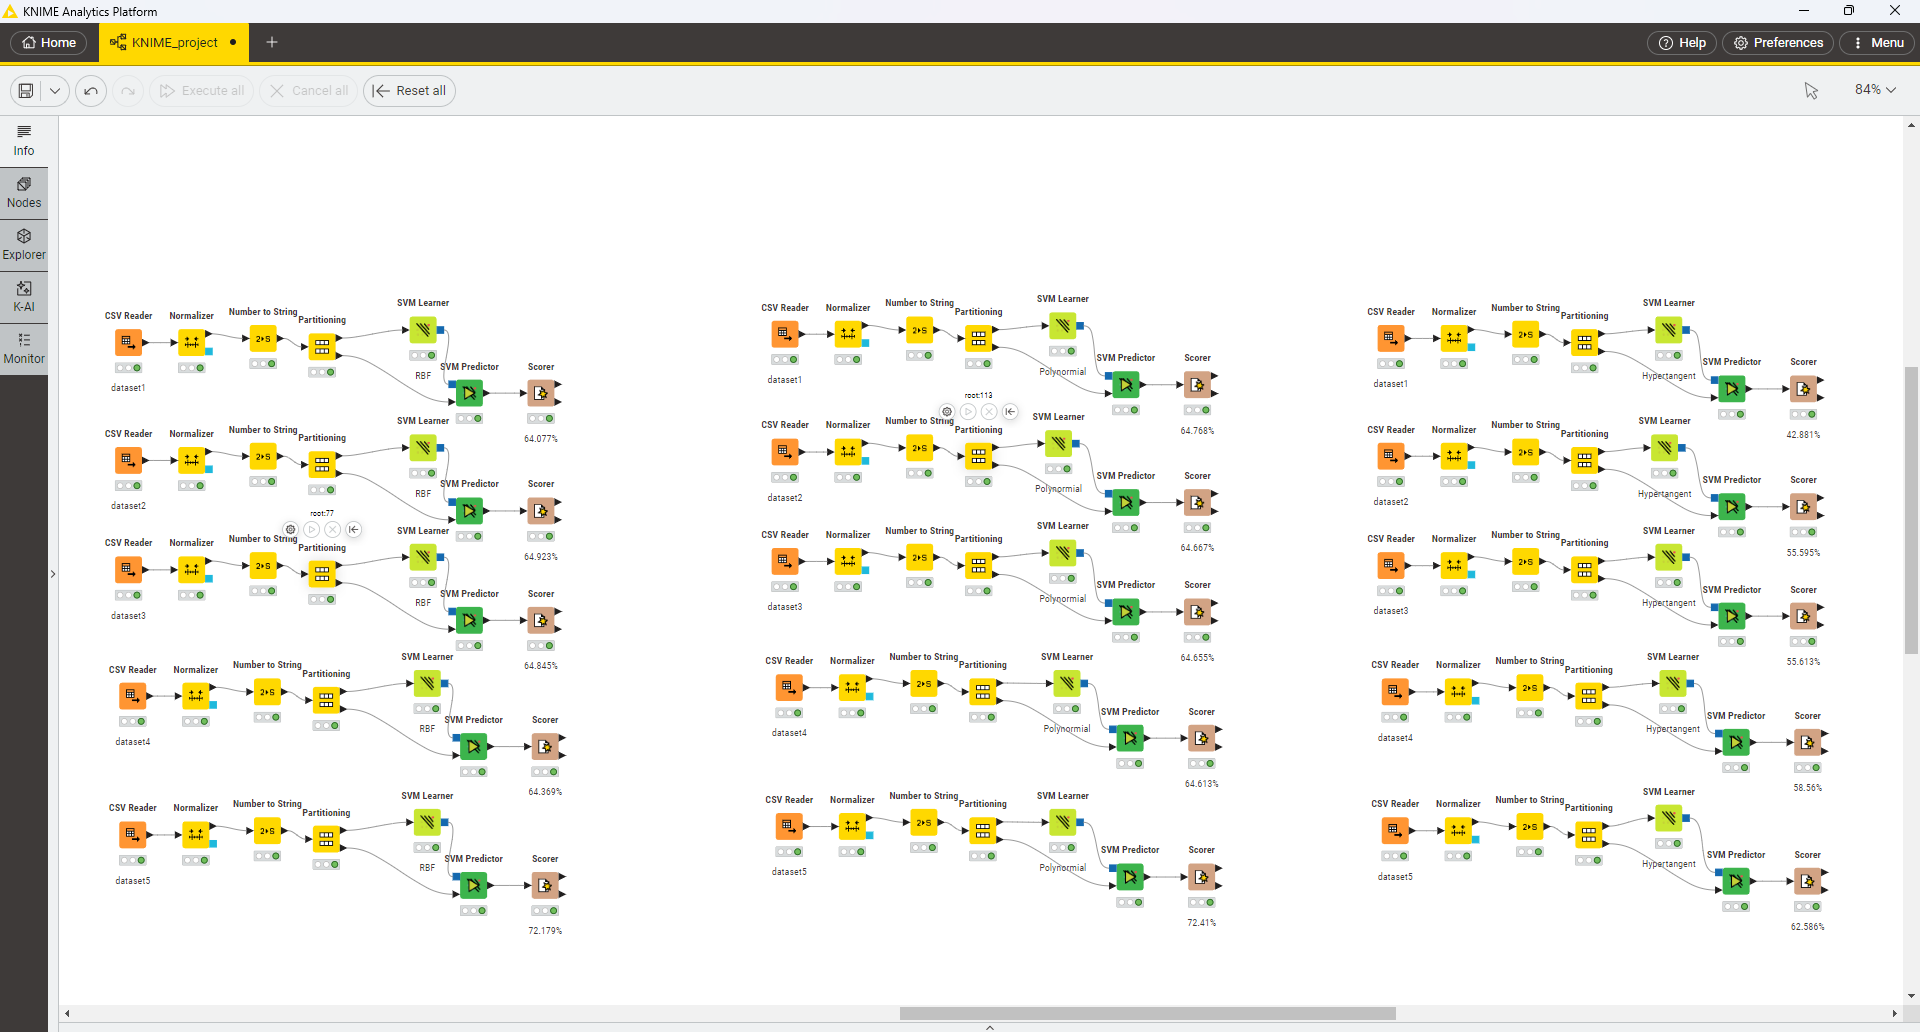 KNIME Analytics Platform
Home
KNIME_project
Help
Preferences
Menu
Execute all
Cancel all
Reset all
84%
Info
Nodes
Explorer
K-AI
Monitor
CSV Reader Normalizer Number to String Partitioning SVM Learner
RBF SVM Predictor Scorer
dataset1
64.077%
CSV Reader Normalizer Number to String Partitioning SVM Learner
RBF SVM Predictor Scorer
dataset2
64.923%
root:77
CSV Reader Normalizer Number to String Partitioning SVM Learner
RBF SVM Predictor Scorer
dataset3
64.845%
CSV Reader Normalizer Number to String Partitioning SVM Learner
RBF SVM Predictor Scorer
dataset4
64.369%
CSV Reader Normalizer Number to String Partitioning SVM Learner
RBF SVM Predictor Scorer
dataset5
72.179%
CSV Reader Normalizer Number to String Partitioning SVM Learner
Polynormial SVM Predictor Scorer
dataset1
64.768%
root:113
CSV Reader Normalizer Number to String Partitioning SVM Learner
Polynormial SVM Predictor Scorer
dataset2
64.667%
CSV Reader Normalizer Number to String Partitioning SVM Learner
Polynormial SVM Predictor Scorer
dataset3
64.655%
CSV Reader Normalizer Number to String Partitioning SVM Learner
Polynormial SVM Predictor Scorer
dataset4
64.613%
CSV Reader Normalizer Number to String Partitioning SVM Learner
Polynormial SVM Predictor Scorer
dataset5
72.41%
CSV Reader Normalizer Number to String Partitioning SVM Learner
Hypertangent SVM Predictor Scorer
dataset1
42.881%
CSV Reader Normalizer Number to String Partitioning SVM Learner
Hypertangent SVM Predictor Scorer
dataset2
55.595%
CSV Reader Normalizer Number to String Partitioning SVM Learner
Hypertangent SVM Predictor Scorer
dataset3
55.613%
CSV Reader Normalizer Number to String Partitioning SVM Learner
Hypertangent SVM Predictor Scorer
dataset4
58.56%
CSV Reader Normalizer Number to String Partitioning SVM Learner
Hypertangent SVM Predictor Scorer
dataset5
62.586%